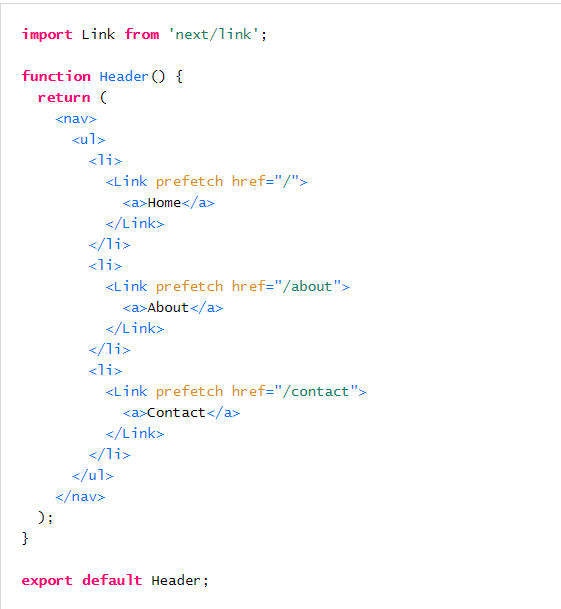 import Link from 'next/link';
function Header() {
return (
<nav>
<ul>
<li>
<Link prefetch href="/">
<a>Home</a>
</Link>
</li>
<li>
<Link prefetch href="/about">
<a>About</a>
</Link>
</li>
<li>
<Link prefetch href="/contact">
<a>Contact</a>
</Link>
</li>
</ul>
</nav>
);
}
export default Header;